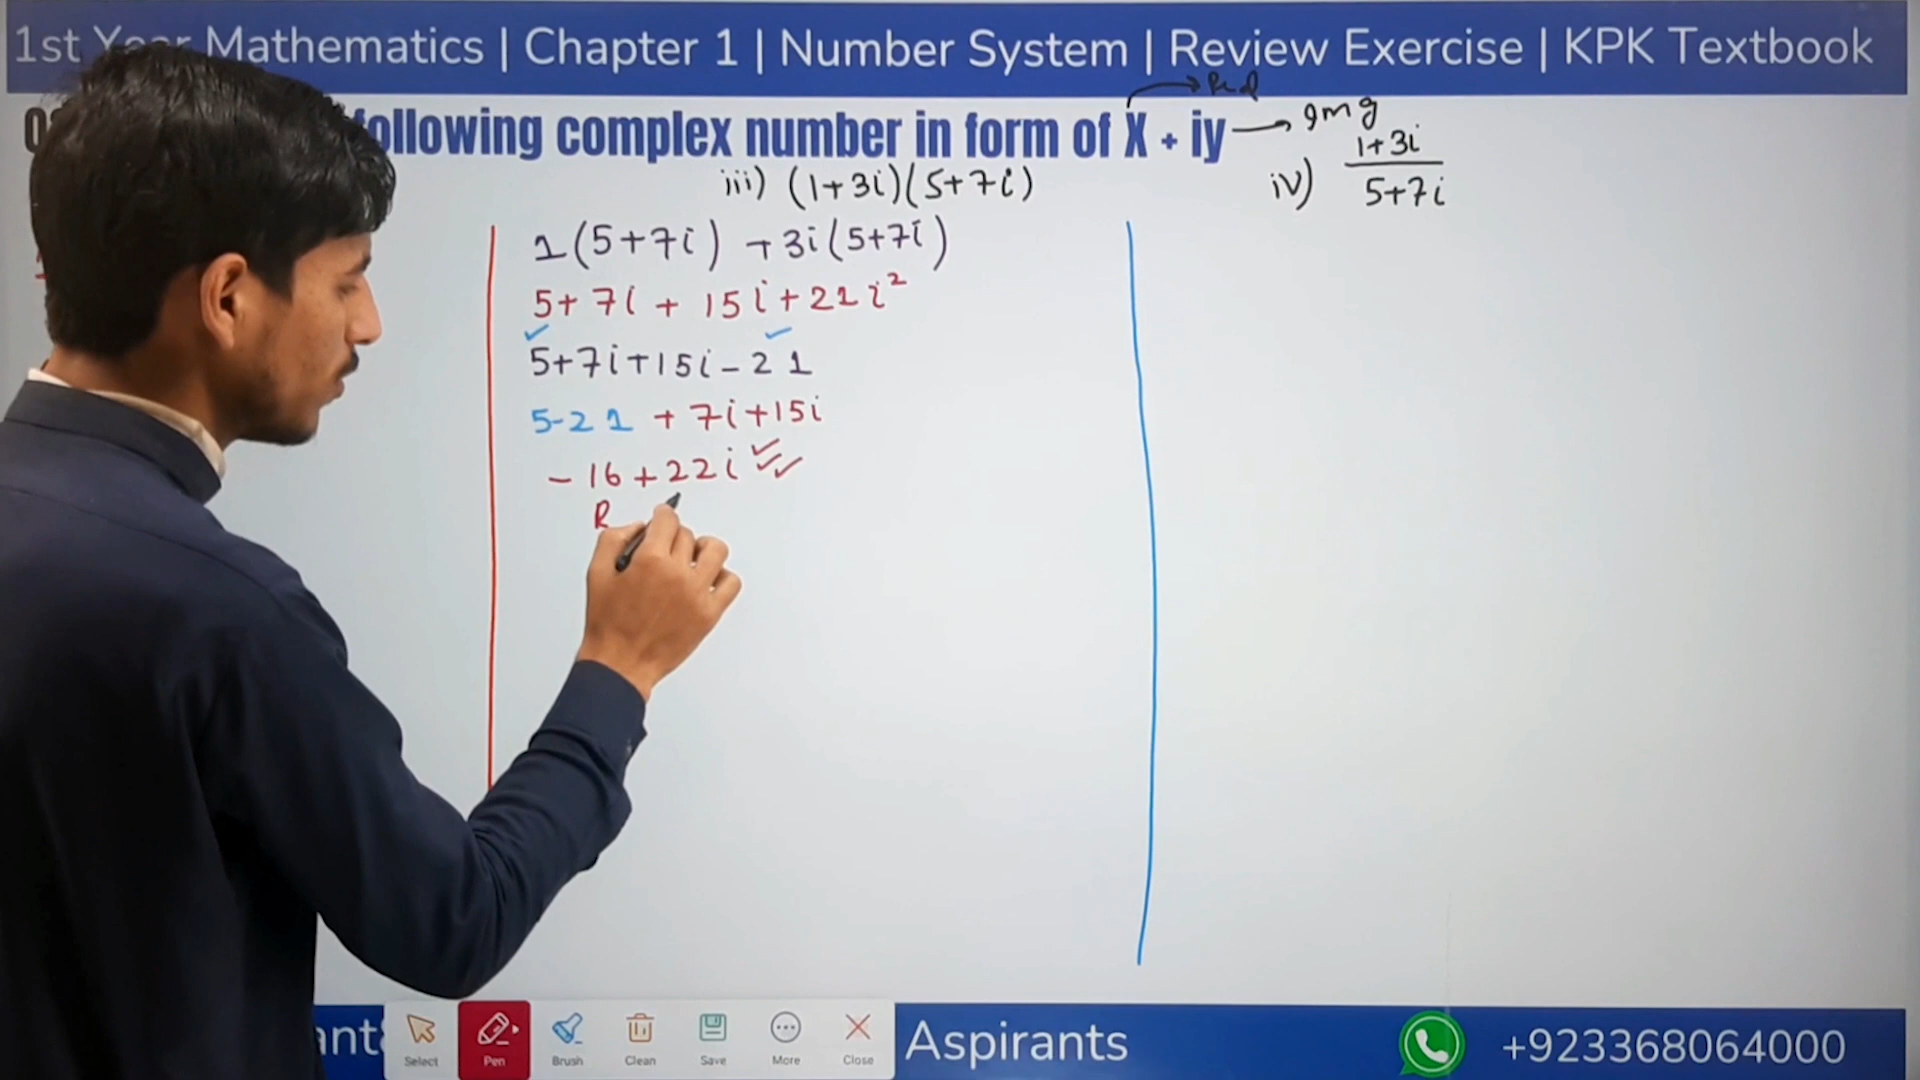 1st Year Mathematics | Chapter 1 | Number System | Review Exercise | KPK Textbook
following complex number in form of X + iy → Img
iii) (1+3i)(5+7i)
iv) 1+3i
5+7i
1(5+7i) +3i(5+7i)
5+ 7i + 15i+21i²
5+7i+15i-21
5-21 + 7i+15i
-16+22i
R
Select Pen Brush Clean Save More Close
Aspirants
+923368064000